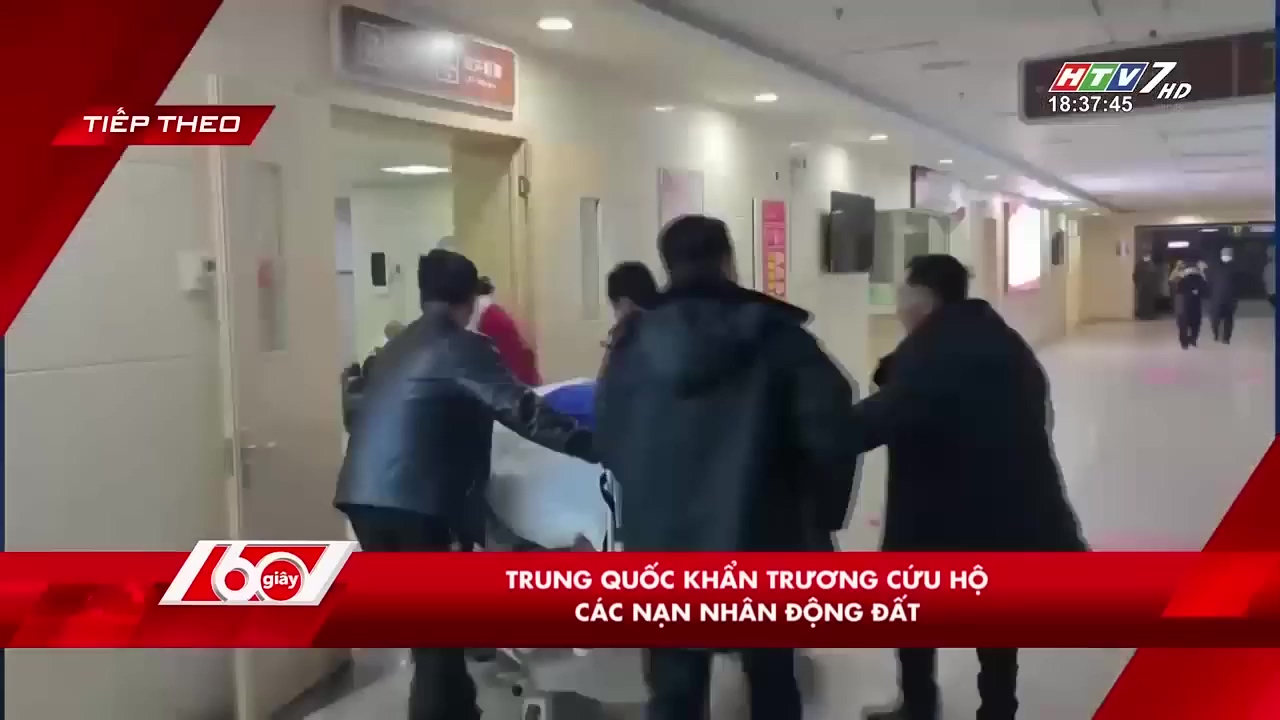 TIẾP THEO
HTV7 HD
18:37:45
60 giây
TRUNG QUỐC KHẨN TRƯƠNG CỨU HỘ
CÁC NẠN NHÂN ĐỘNG ĐẤT